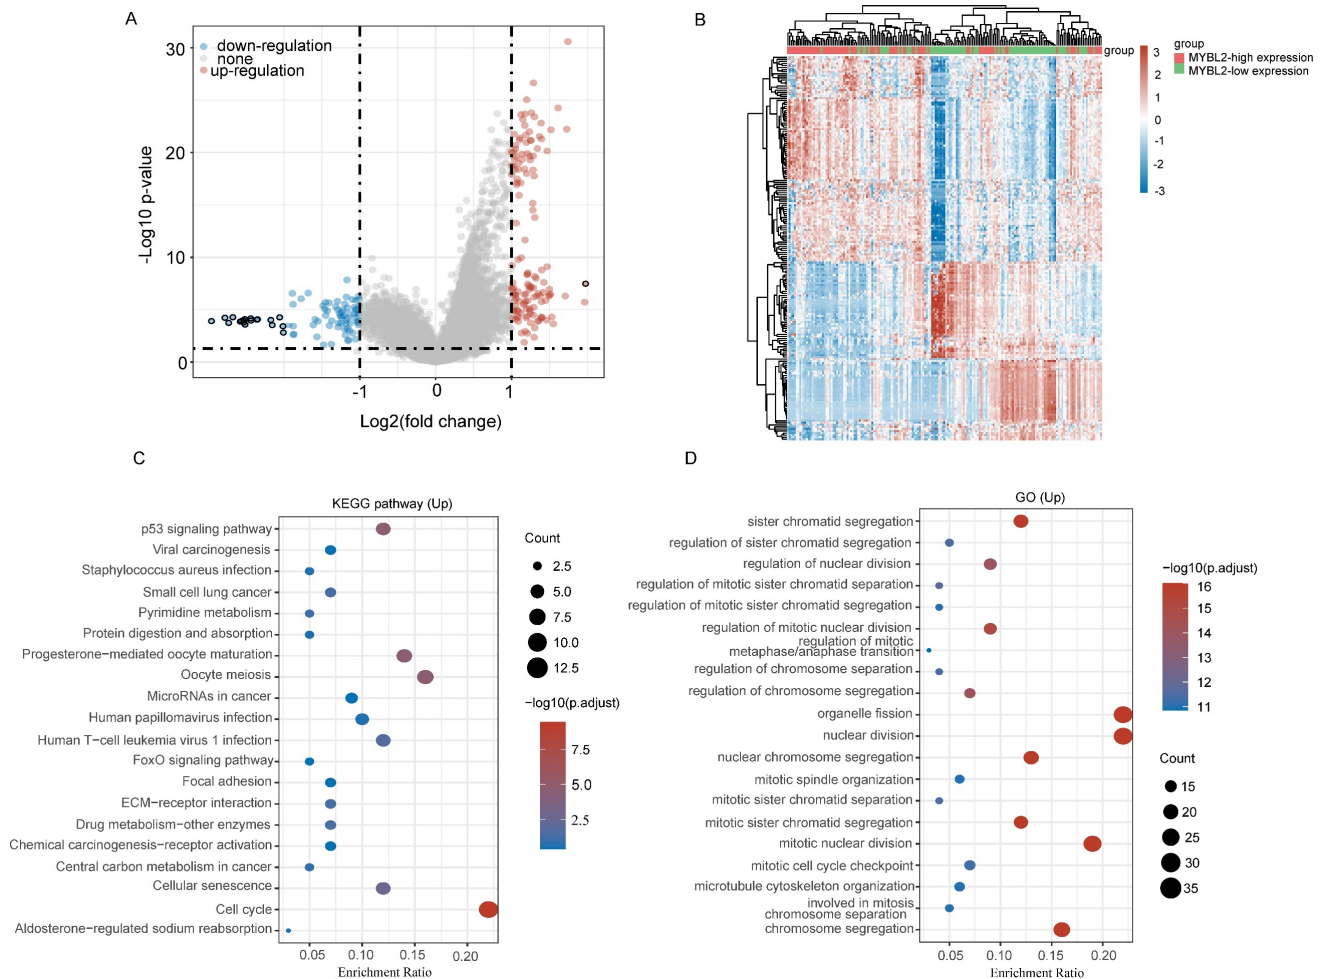 A
down-regulation
none
up-regulation
30
20
10
0
-Log10 p-value
-1
0
1
Log2(fold change)
B
group
3
2
1
0
-1
-2
-3
group
MYBL2-high expression
MYBL2-low expression
C
KEGG pathway (Up)
p53 signaling pathway
Viral carcinogenesis
Staphylococcus aureus infection
Small cell lung cancer
Pyrimidine metabolism
Protein digestion and absorption
Progesterone−mediated oocyte maturation
Oocyte meiosis
MicroRNAs in cancer
Human papillomavirus infection
Human T−cell leukemia virus 1 infection
FoxO signaling pathway
Focal adhesion
ECM−receptor interaction
Drug metabolism−other enzymes
Chemical carcinogenesis−receptor activation
Central carbon metabolism in cancer
Cellular senescence
Cell cycle
Aldosterone−regulated sodium reabsorption
0.05
0.10
0.15
0.20
Enrichment Ratio
Count
2.5
5.0
7.5
10.0
12.5
−log10(p.adjust)
7.5
5.0
2.5
D
GO (Up)
sister chromatid segregation
regulation of sister chromatid segregation
regulation of nuclear division
regulation of mitotic sister chromatid separation
regulation of mitotic sister chromatid segregation
regulation of mitotic nuclear division
regulation of mitotic
metaphase/anaphase transition
regulation of chromosome separation
regulation of chromosome segregation
organelle fission
nuclear division
nuclear chromosome segregation
mitotic spindle organization
mitotic sister chromatid separation
mitotic sister chromatid segregation
mitotic nuclear division
mitotic cell cycle checkpoint
microtubule cytoskeleton organization
involved in mitosis
chromosome separation
chromosome segregation
0.05
0.10
0.15
0.20
Enrichment Ratio
−log10(p.adjust)
16
15
14
13
12
11
Count
15
20
25
30
35